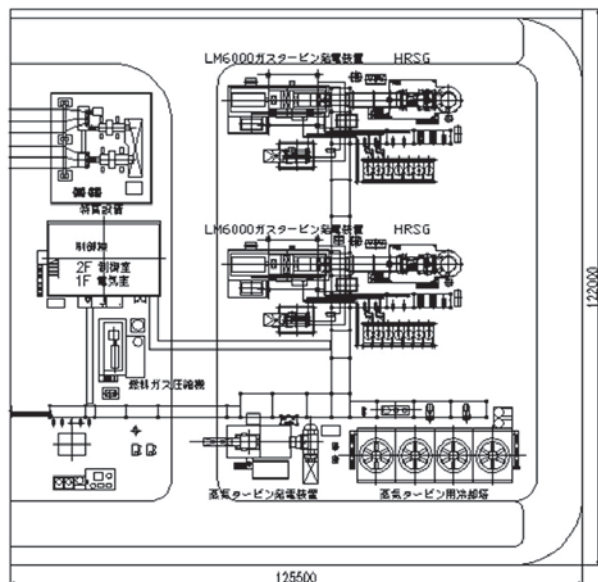 LM6000ガスタービン発電装置 HRSG
特高設備
LM6000ガスタービン発電装置 HRSG
制御棟
2F 制御室
1F 電気室
122000
燃料ガス圧縮機
蒸気タービン発電装置
蒸気タービン用冷却塔
125500